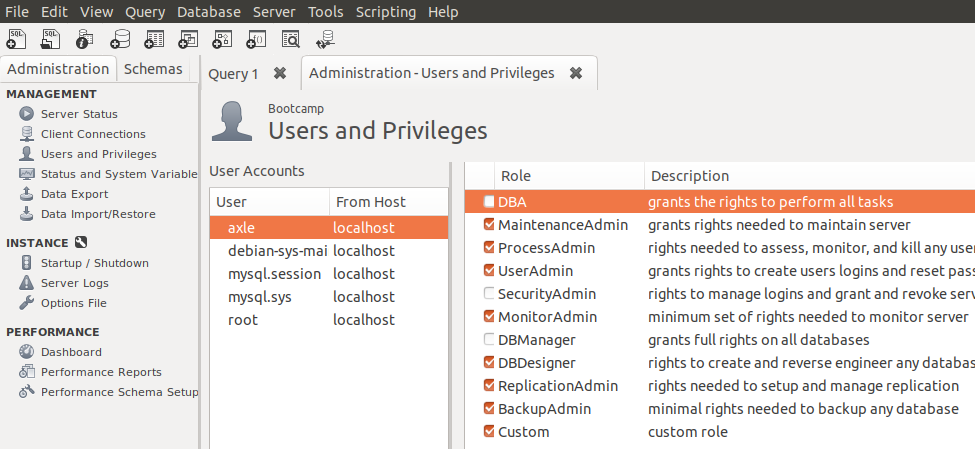 File Edit View Query Database Server Tools Scripting Help
Administration Schemas
MANAGEMENT
Server Status
Client Connections
Users and Privileges
Status and System Variable
Data Export
Data Import/Restore
INSTANCE
Startup / Shutdown
Server Logs
Options File
PERFORMANCE
Dashboard
Performance Reports
Performance Schema Setup
Query 1 Administration - Users and Privileges
Bootcamp
Users and Privileges
User Accounts
User From Host
axle localhost
debian-sys-mai localhost
mysql.session localhost
mysql.sys localhost
root localhost
Role Description
DBA grants the rights to perform all tasks
MaintenanceAdmin grants rights needed to maintain server
ProcessAdmin rights needed to assess, monitor, and kill any user
UserAdmin grants rights to create users logins and reset pass
SecurityAdmin rights to manage logins and grant and revoke serv
MonitorAdmin minimum set of rights needed to monitor server
DBManager grants full rights on all databases
DBDesigner rights to create and reverse engineer any databas
ReplicationAdmin rights needed to setup and manage replication
BackupAdmin minimal rights needed to backup any database
Custom custom role